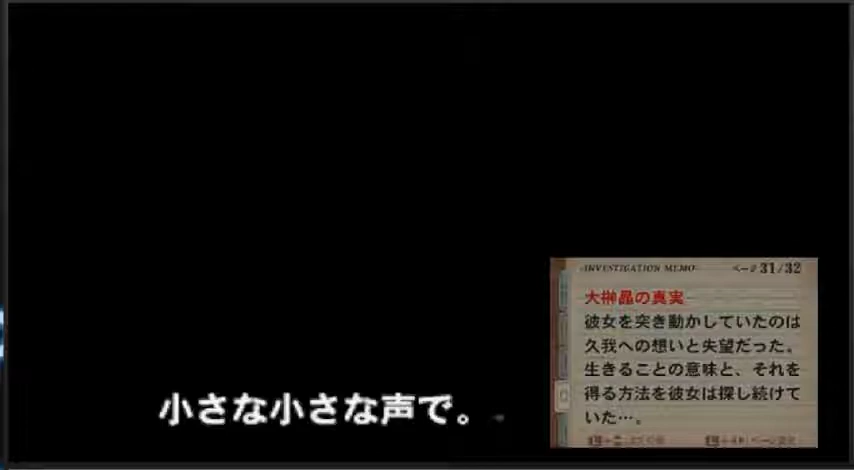 INVESTIGATION MEMO
ページ 31/32
大榊晶の真実
彼女を突き動かしていたのは
久我への想いと失望だった。
生きることの意味と、それを
得る方法を彼女は探し続けて
いた…。
小さな小さな声で。